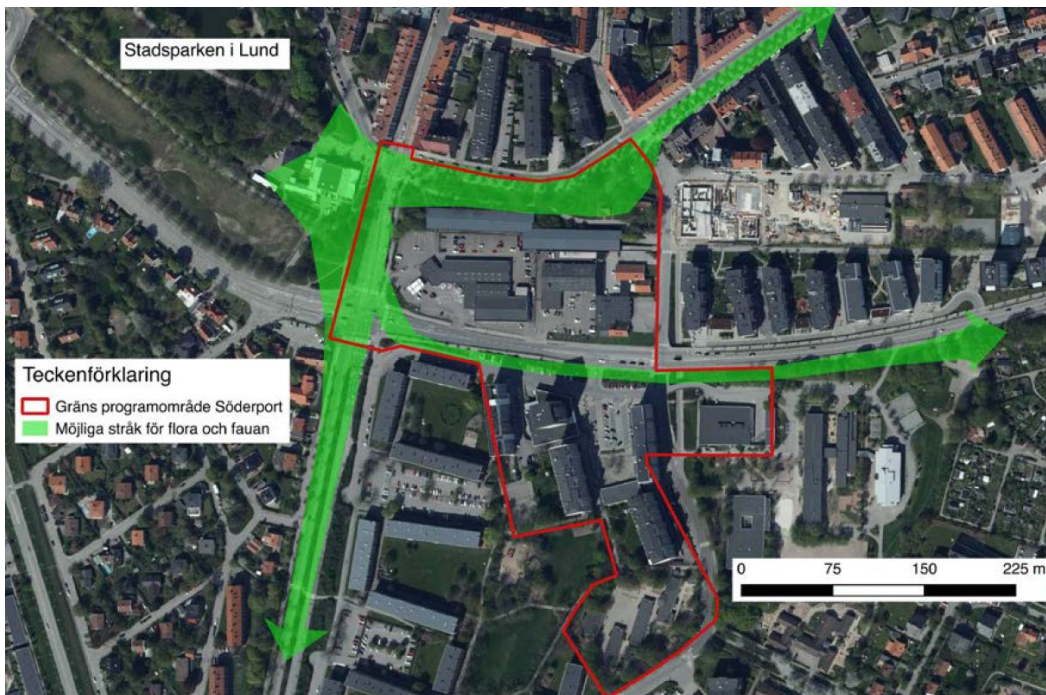 Stadsparken i Lund
Teckenförklaring
Gräns programområde Söderport
Möjliga stråk för flora och fauan
0 75 150 225 m